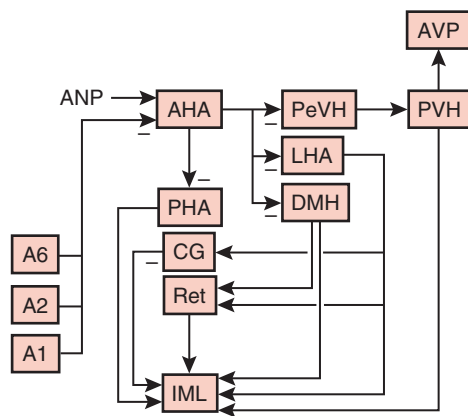 AVP
ANP
AHA
PeVH
PVH
–
–
LHA
–
–
PHA
DMH
–
A6
–
CG
A2
Ret
A1
IML